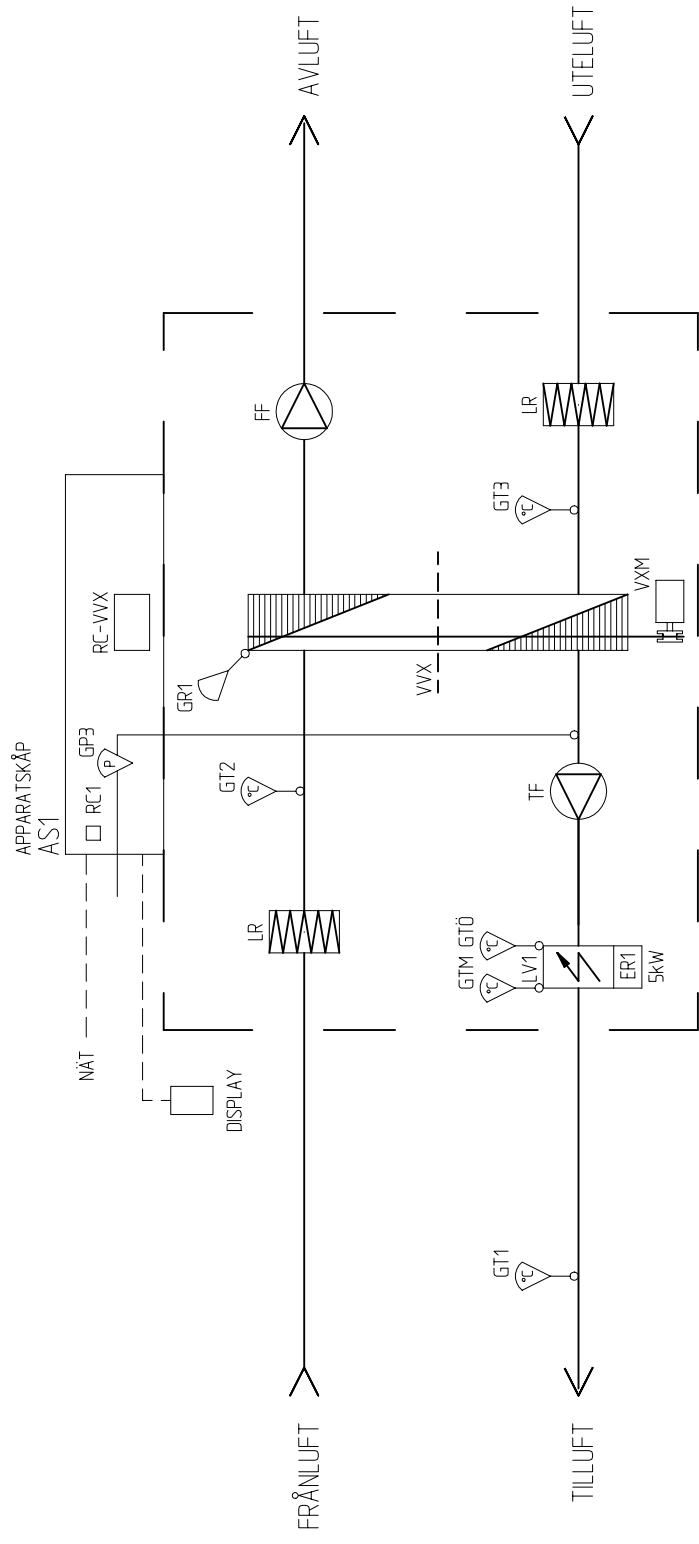 APPARATSKÅP
AS1
NÄT
DISPLAY
RC1
GP3
P
RC-VVX
FRÅNLUFT
LR
GT2
°C
GR1
FF
AVLUFT
VVX
TILLUFT
GT1
°C
GTM GTÖ
°C
°C
LV1
ER1
5kW
TF
VXM
GT3
°C
LR
UTELUFT